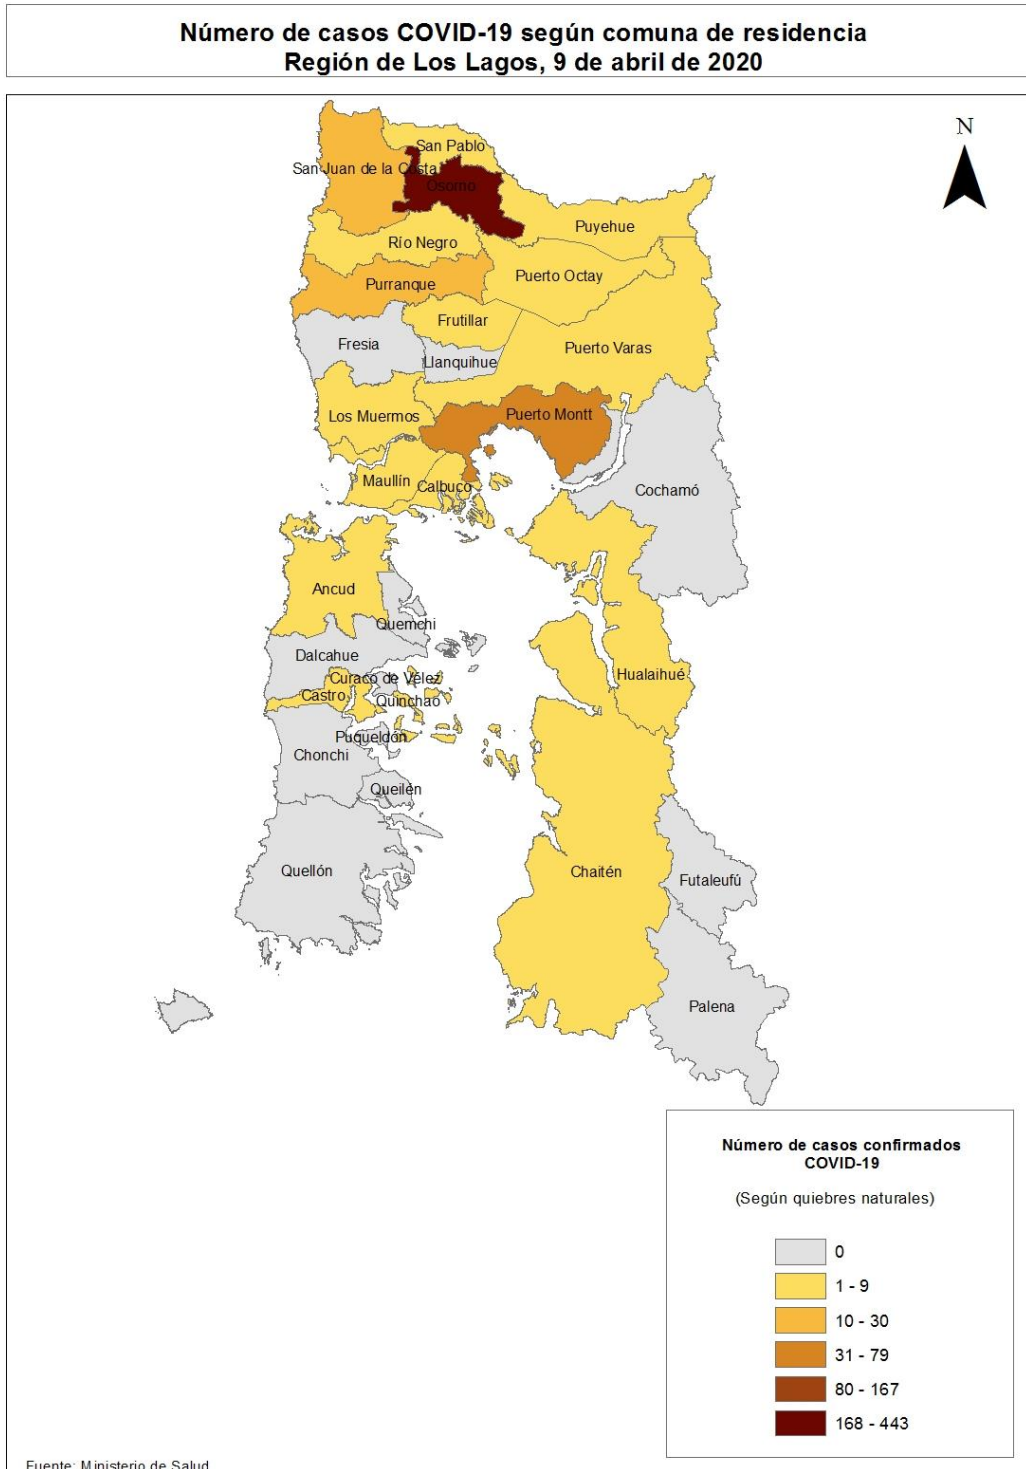 Número de casos COVID-19 según comuna de residencia
Región de Los Lagos, 9 de abril de 2020
N
San Pablo
San Juan de la Costa
Osorno
Puyehue
Río Negro
Puerto Octay
Purranque
Frutillar
Fresia
Puerto Varas
Llanquihue
Puerto Montt
Los Muermos
Maullín
Calbuco
Cochamó
Ancud
Quemchi
Dalcahue
Hualaihué
Curaco de Vélez
Castro
Quinchao
Puqueldón
Chonchi
Queilén
Quellón
Chaitén
Futaleufú
Palena
Número de casos confirmados
COVID-19
(Según quiebres naturales)
0
1 - 9
10 - 30
31 - 79
80 - 167
168 - 443
Fuente: Ministerio de Salud